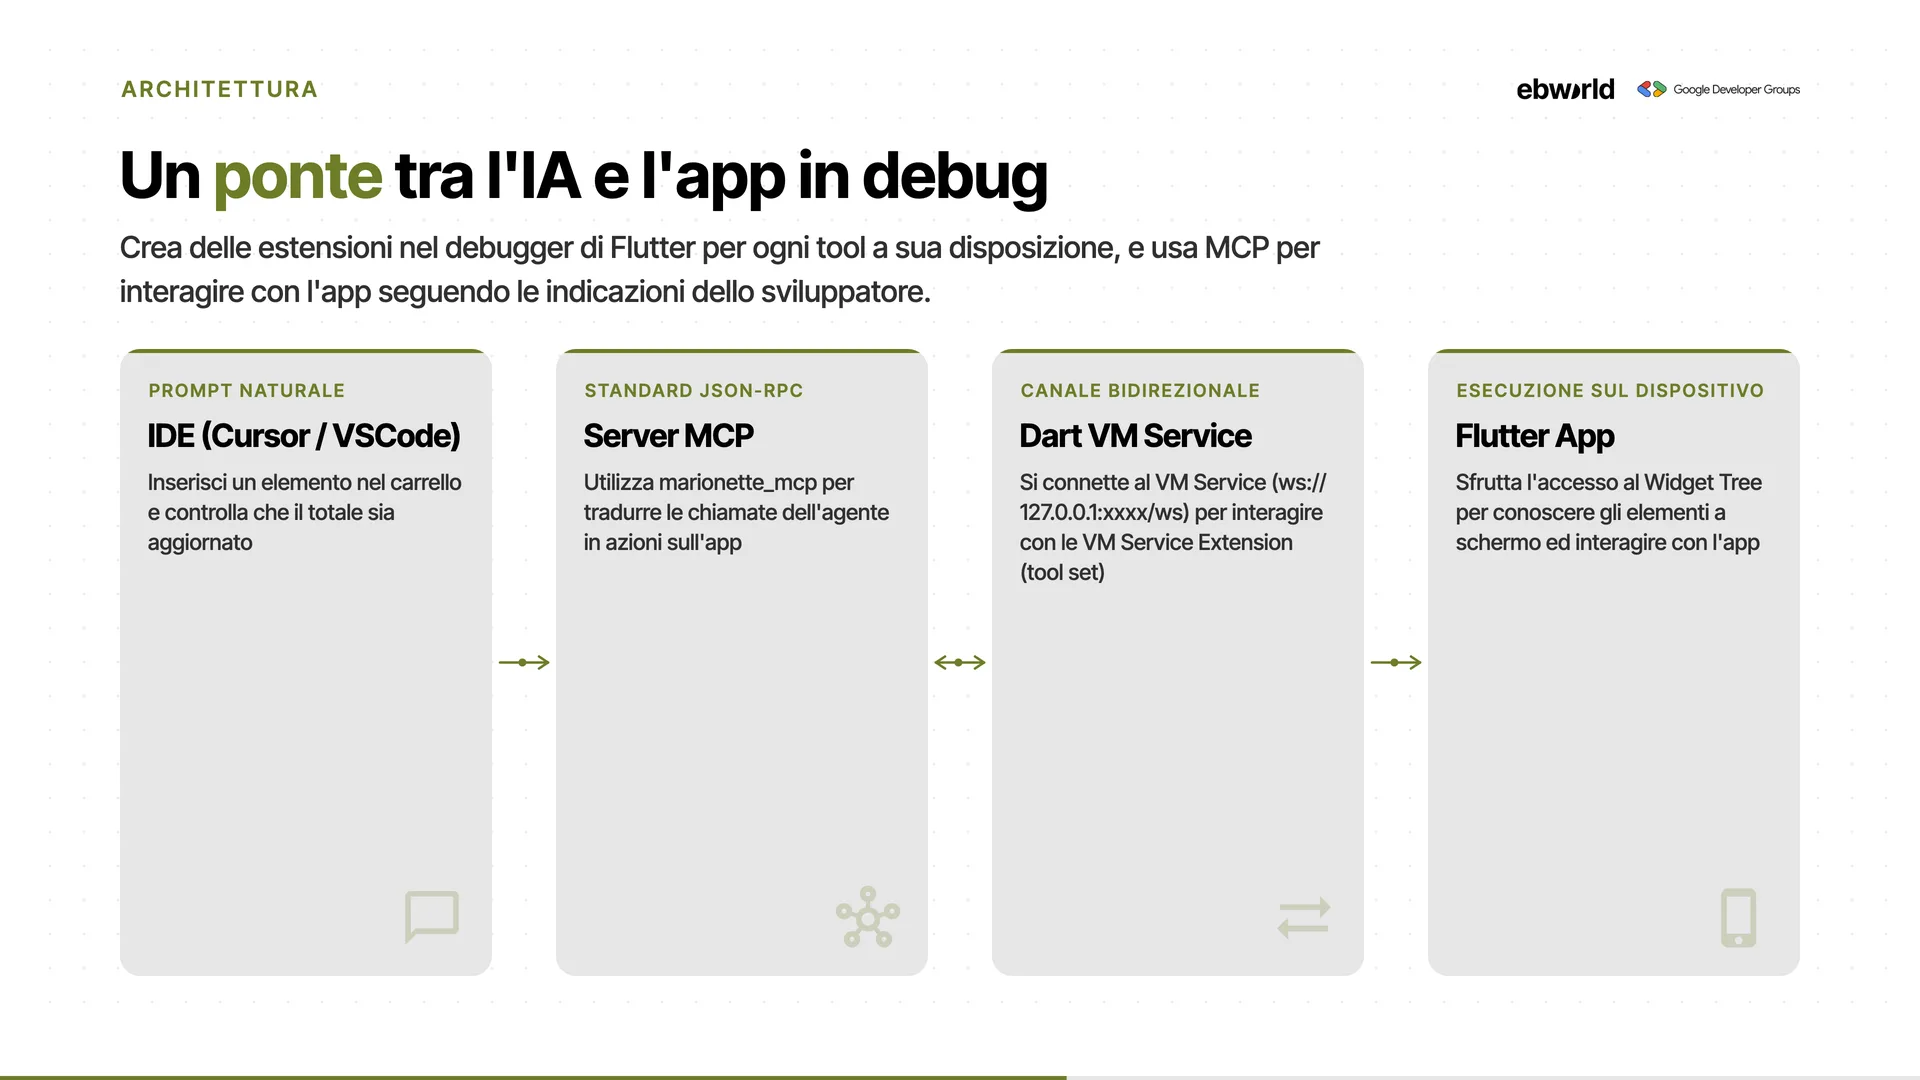 ARCHITETTURA
ebworld
Google Developer Groups
Un ponte tra l'IA e l'app in debug
Crea delle estensioni nel debugger di Flutter per ogni tool a sua disposizione, e usa MCP per
interagire con l'app seguendo le indicazioni dello sviluppatore.
PROMPT NATURALE
IDE (Cursor / VSCode)
Inserisci un elemento nel carrello
e controlla che il totale sia
aggiornato
STANDARD JSON-RPC
Server MCP
Utilizza marionette_mcp per
tradurre le chiamate dell'agente
in azioni sull'app
CANALE BIDIREZIONALE
Dart VM Service
Si connette al VM Service (ws://
127.0.0.1:xxxx/ws) per interagire
con le VM Service Extension
(tool set)
ESECUZIONE SUL DISPOSITIVO
Flutter App
Sfrutta l'accesso al Widget Tree
per conoscere gli elementi a
schermo ed interagire con l'app